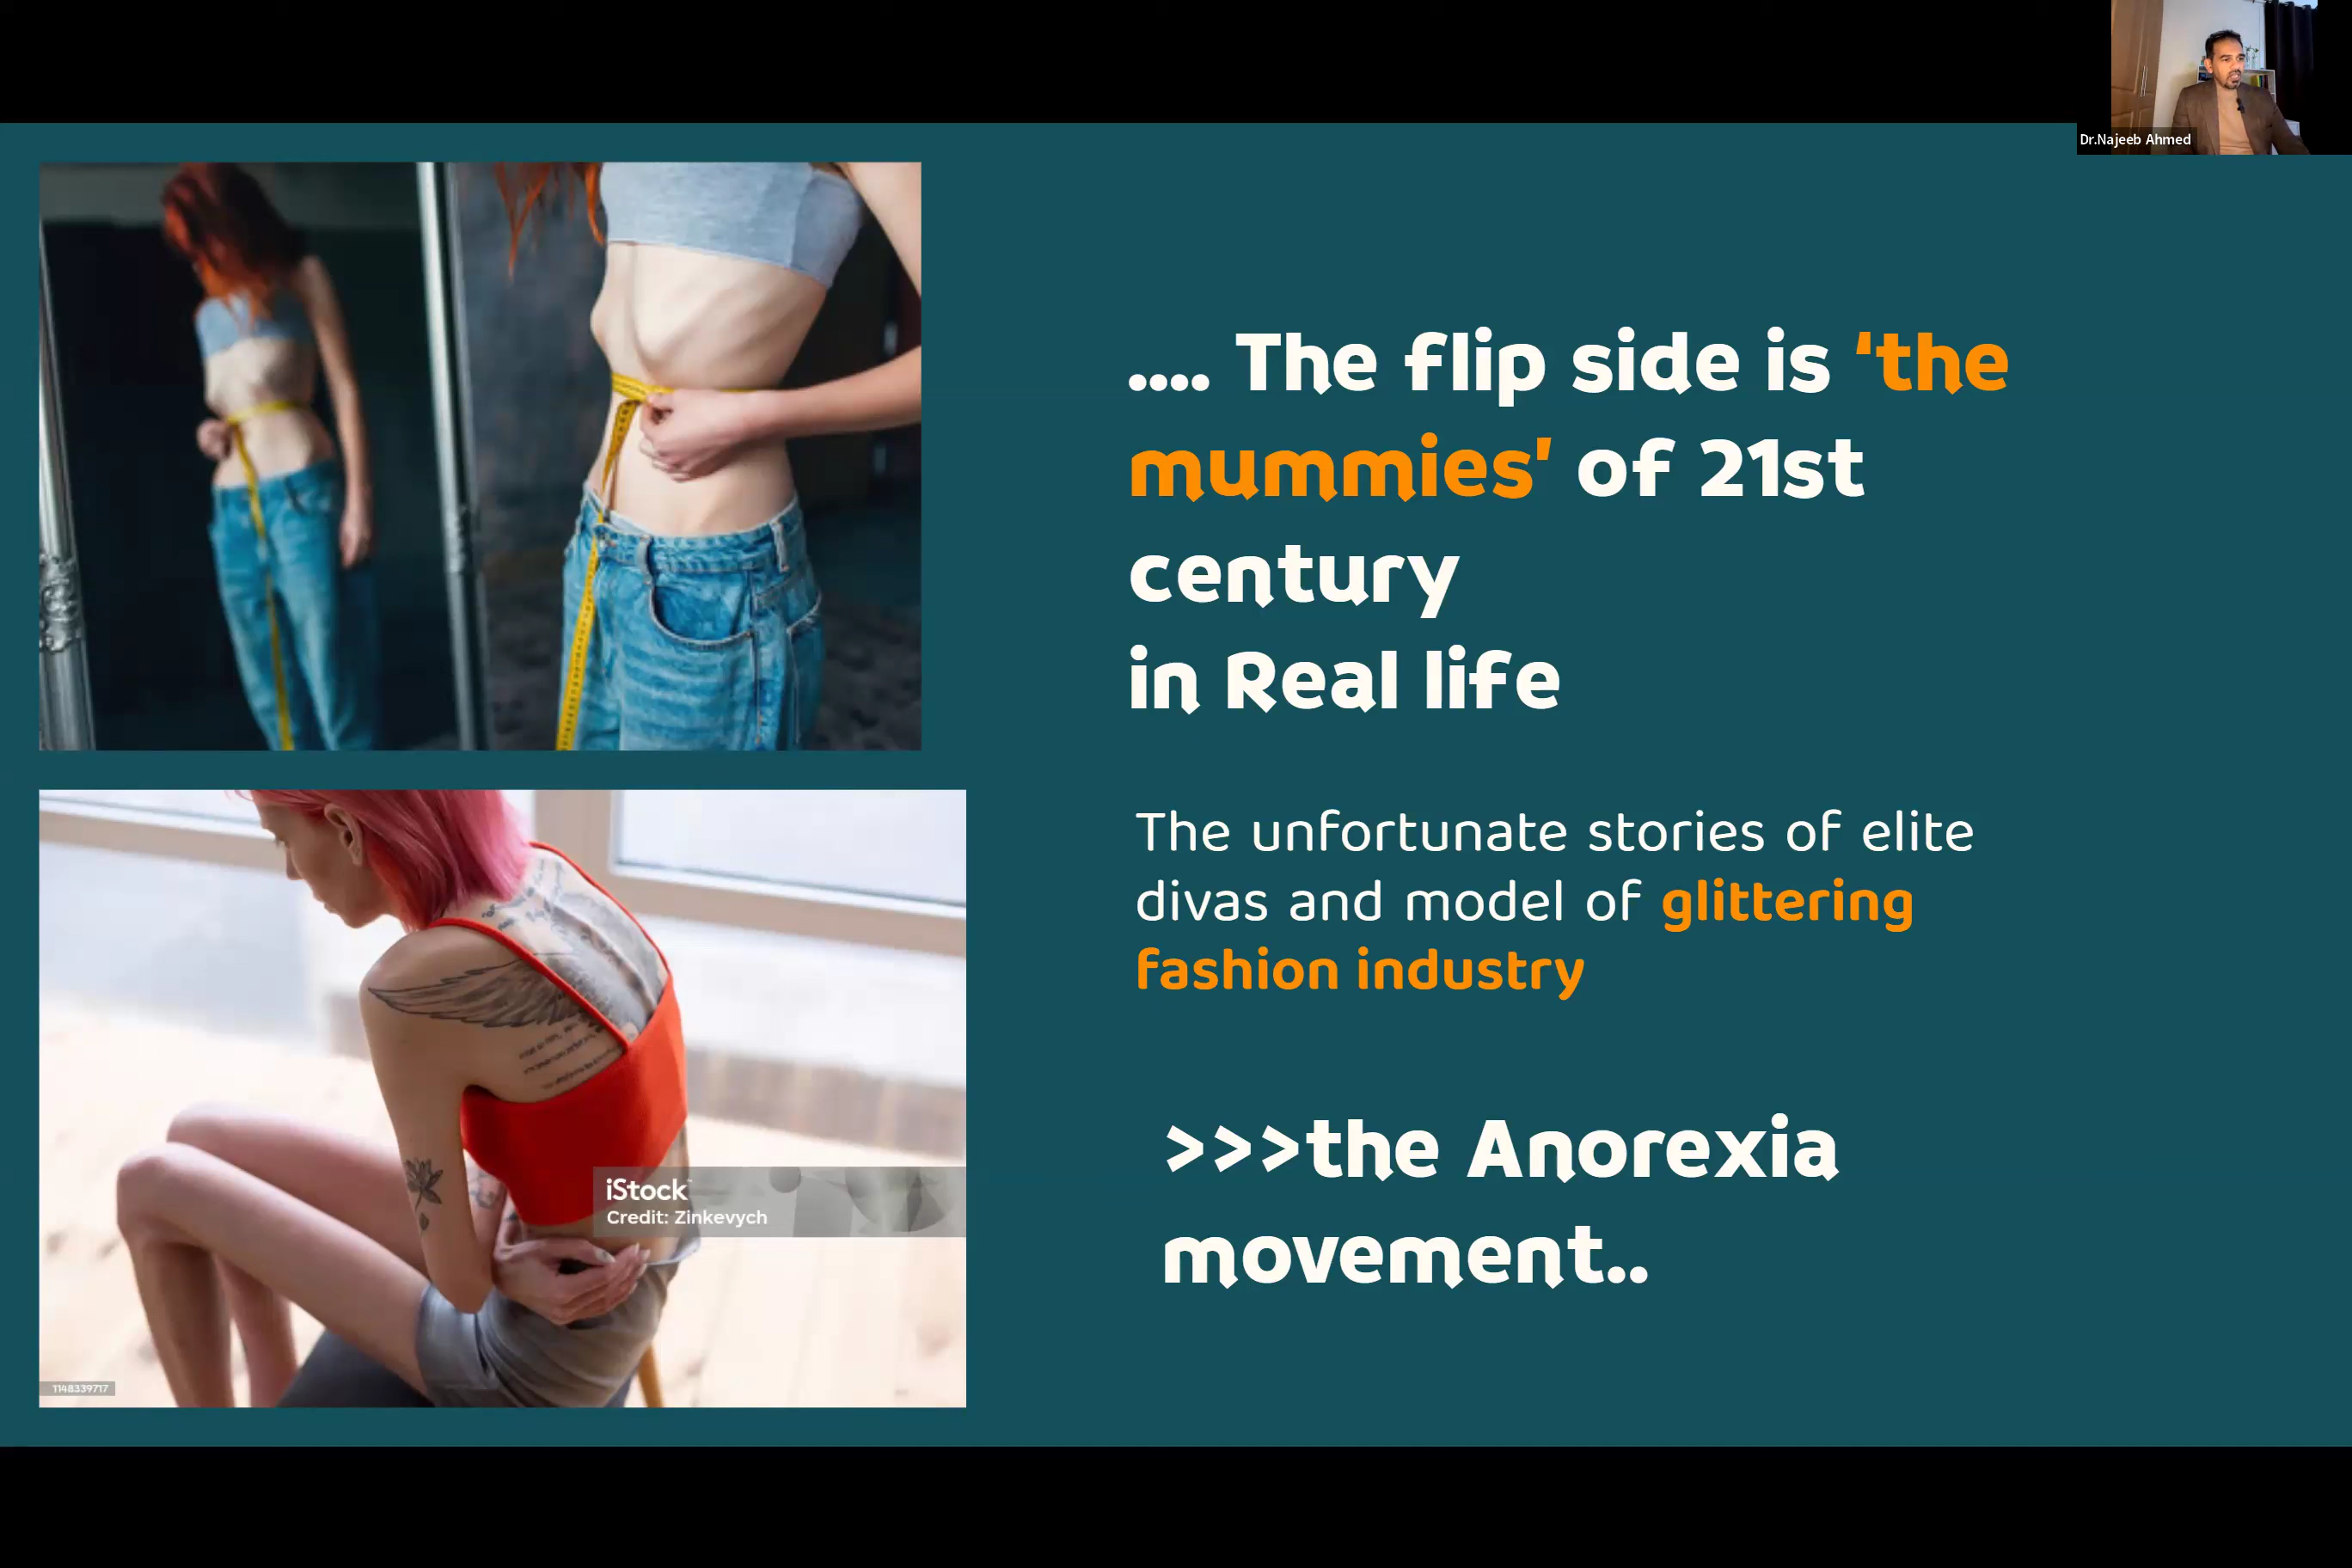 Dr.Najeeb Ahmed
.... The flip side is ‘the
mummies’ of 21st
century
in Real life
The unfortunate stories of elite
divas and model of glittering
fashion industry
>>>the Anorexia
movement..
iStock
Credit: Zinkevych
1148339717